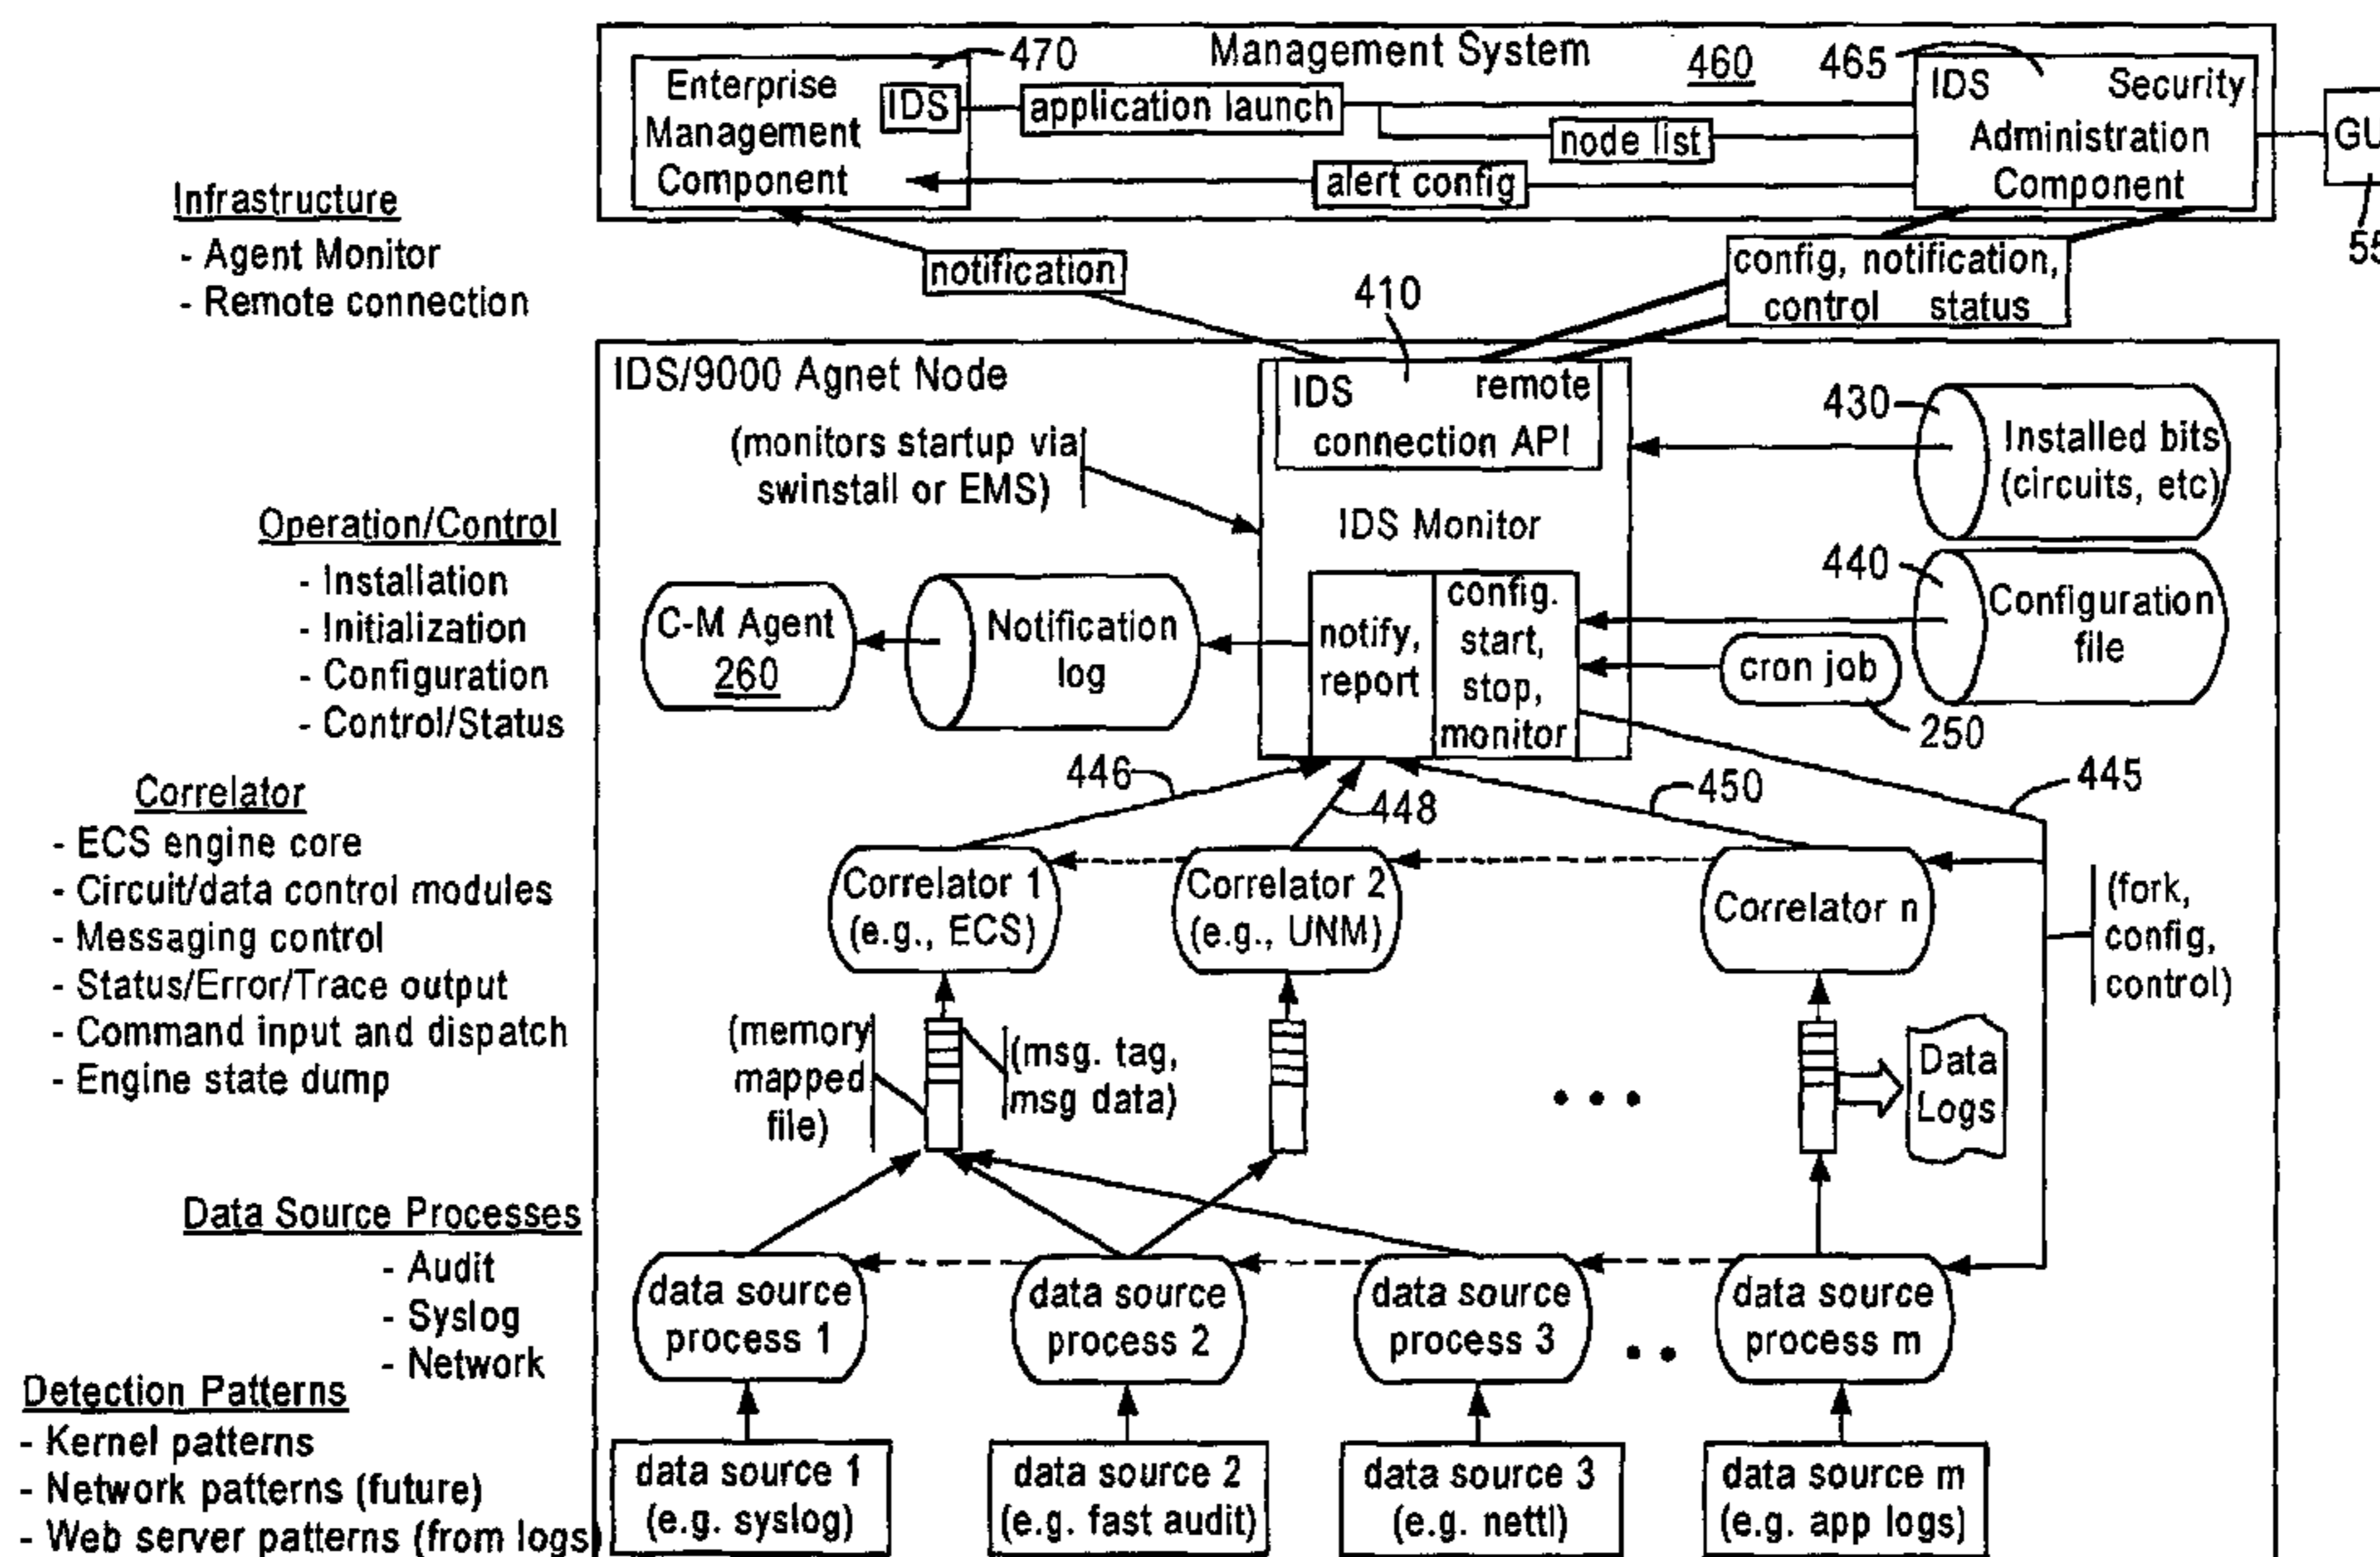 Management System
460
470
465
Enterprise
Management
Component
IDS
application launch
node list
alert config
IDS Security
Administration
Component
GU
55
Infrastructure
- Agent Monitor
- Remote connection
notification
config, notification,
control status
410
IDS/9000 Agnet Node
IDS remote
connection API
(monitors startup via
swinstall or EMS)
430
Installed bits
(circuits, etc)
IDS Monitor
Operation/Control
- Installation
- Initialization
- Configuration
- Control/Status
C-M Agent
260
Notification
log
notify,
report
config.
start,
stop,
monitor
440
Configuration
file
cron job
250
446
448
450
445
Correlator
- ECS engine core
- Circuit/data control modules
- Messaging control
- Status/Error/Trace output
- Command input and dispatch
- Engine state dump
Correlator 1
(e.g., ECS)
Correlator 2
(e.g., UNM)
Correlator n
(fork,
config,
control)
(memory
mapped
file)
(msg. tag,
msg data)
Data
Logs
Data Source Processes
- Audit
- Syslog
- Network
data source
process 1
data source
process 2
data source
process 3
data source
process m
Detection Patterns
- Kernel patterns
- Network patterns (future)
- Web server patterns (from logs)
data source 1
(e.g. syslog)
data source 2
(e.g. fast audit)
data source 3
(e.g. nettl)
data source m
(e.g. app logs)